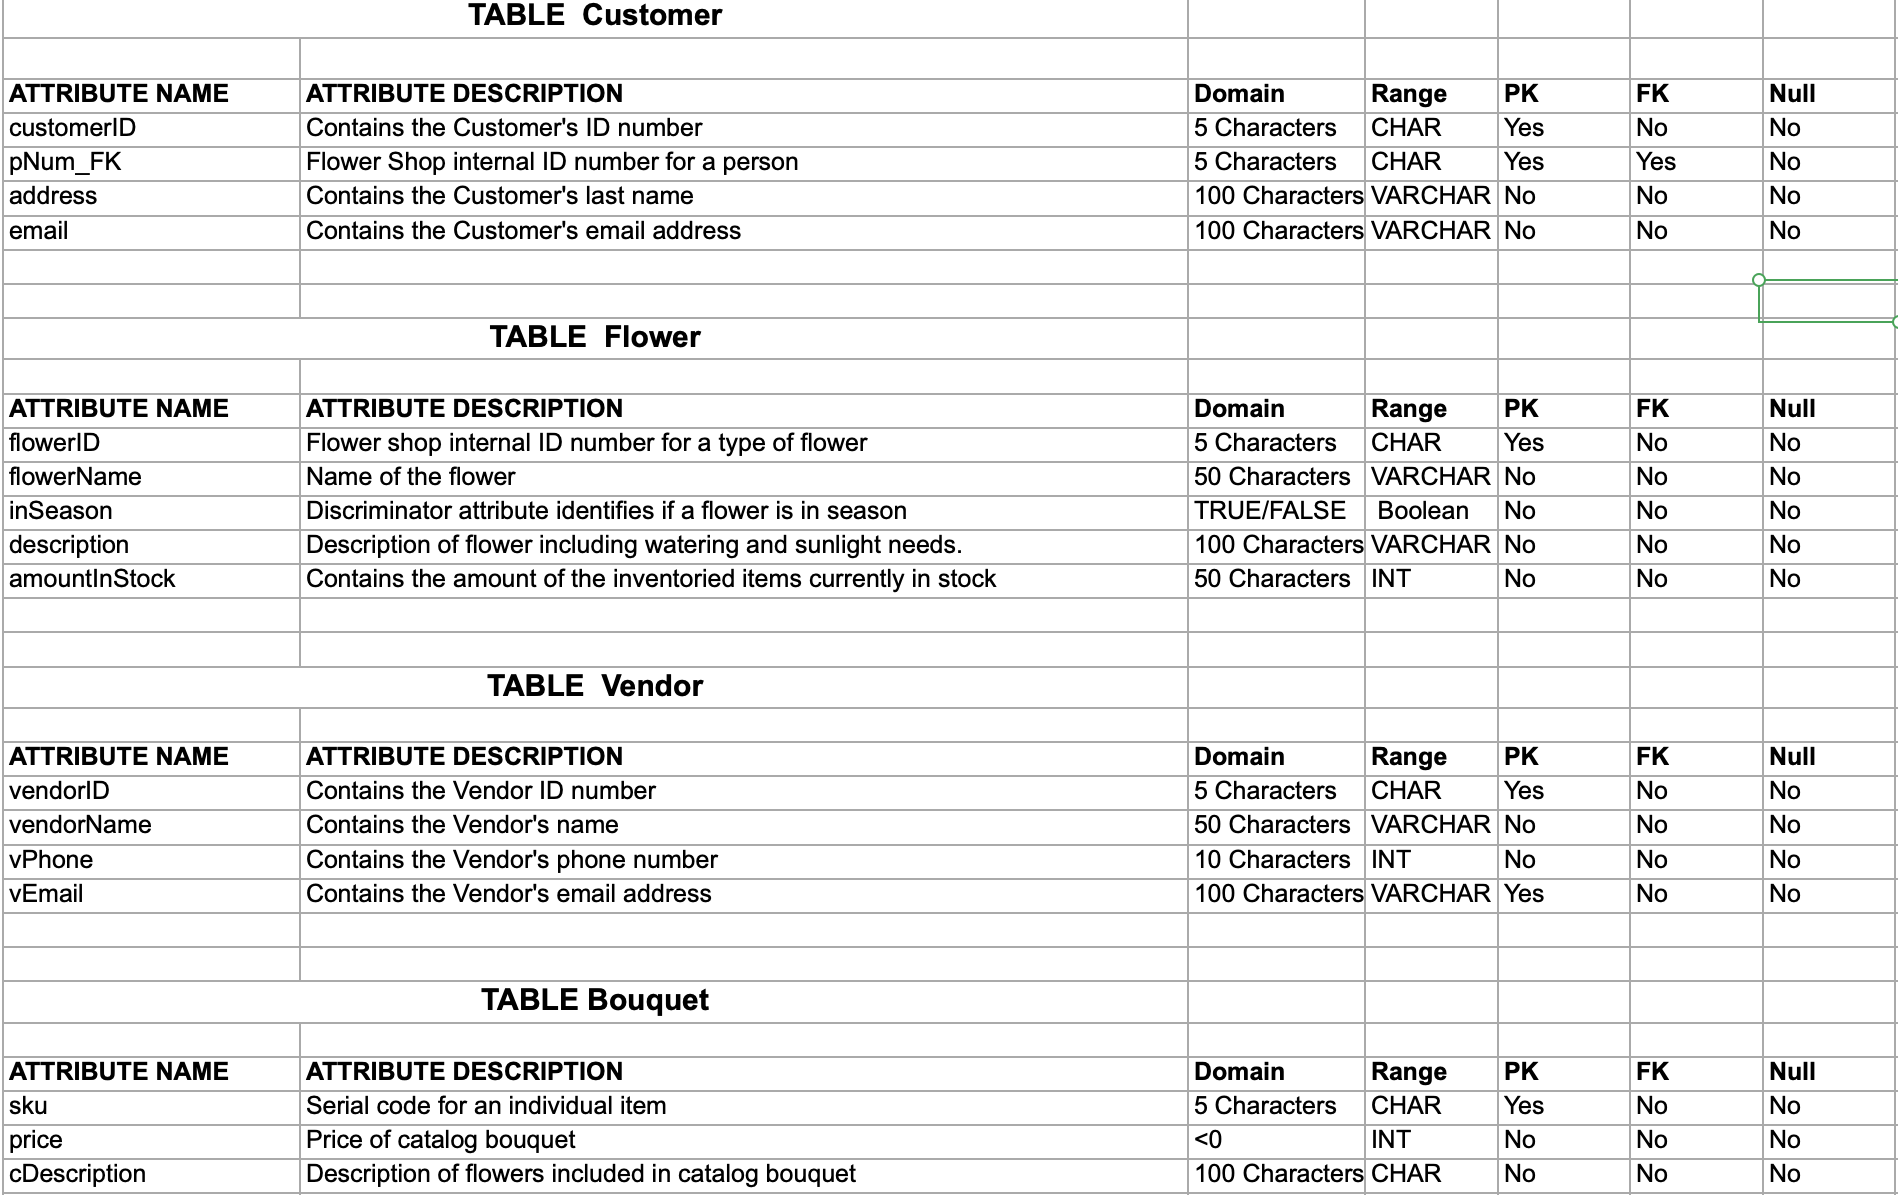 TABLE  Customer
ATTRIBUTE NAME ATTRIBUTE DESCRIPTION Domain Range PK FK Null
customerID Contains the Customer's ID number 5 Characters CHAR Yes No No
pNum_FK Flower Shop internal ID number for a person 5 Characters CHAR Yes Yes No
address Contains the Customer's last name 100 Characters VARCHAR No No No
email Contains the Customer's email address 100 Characters VARCHAR No No No
TABLE  Flower
ATTRIBUTE NAME ATTRIBUTE DESCRIPTION Domain Range PK FK Null
flowerID Flower shop internal ID number for a type of flower 5 Characters CHAR Yes No No
flowerName Name of the flower 50 Characters VARCHAR No No No
inSeason Discriminator attribute identifies if a flower is in season TRUE/FALSE Boolean No No No
description Description of flower including watering and sunlight needs. 100 Characters VARCHAR No No No
amountInStock Contains the amount of the inventoried items currently in stock 50 Characters INT No No No
TABLE  Vendor
ATTRIBUTE NAME ATTRIBUTE DESCRIPTION Domain Range PK FK Null
vendorID Contains the Vendor ID number 5 Characters CHAR Yes No No
vendorName Contains the Vendor's name 50 Characters VARCHAR No No No
vPhone Contains the Vendor's phone number 10 Characters INT No No No
vEmail Contains the Vendor's email address 100 Characters VARCHAR Yes No No
TABLE Bouquet
ATTRIBUTE NAME ATTRIBUTE DESCRIPTION Domain Range PK FK Null
sku Serial code for an individual item 5 Characters CHAR Yes No No
price Price of catalog bouquet <0 INT No No No
cDescription Description of flowers included in catalog bouquet 100 Characters CHAR No No No